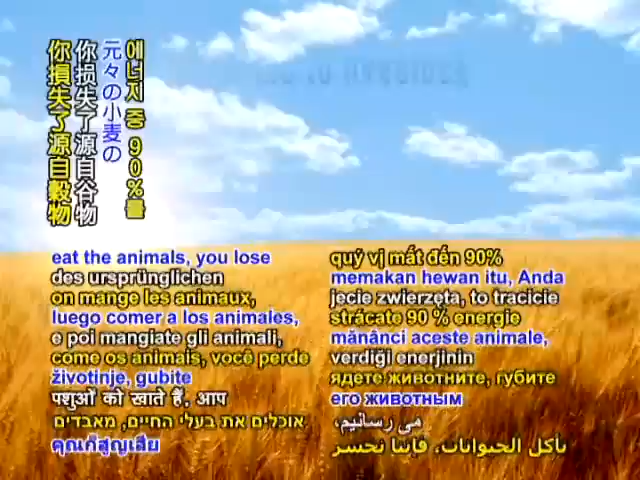 你損失了源自穀物
你损失了源自谷物
元々の小麦の
에너지 중 90%를
eat the animals, you lose
des ursprünglichen
on mange les animaux,
luego comer a los animales,
e poi mangiate gli animali,
come os animais, você perde
životinje, gubite
पशुओं को खाते हैं, आप
אוכלים את בעלי החיים, מאבדים
คุณก็สูญเสีย
quý vị mất đến 90%
memakan hewan itu, Anda
jecie zwierzęta, to tracicie
strácate 90 % energie
mănânci aceste animale,
verdiği enerjinin
ядете животните, губите
его животным
می رسانیم،
نأكل الحيوانات. فإننا نخسر